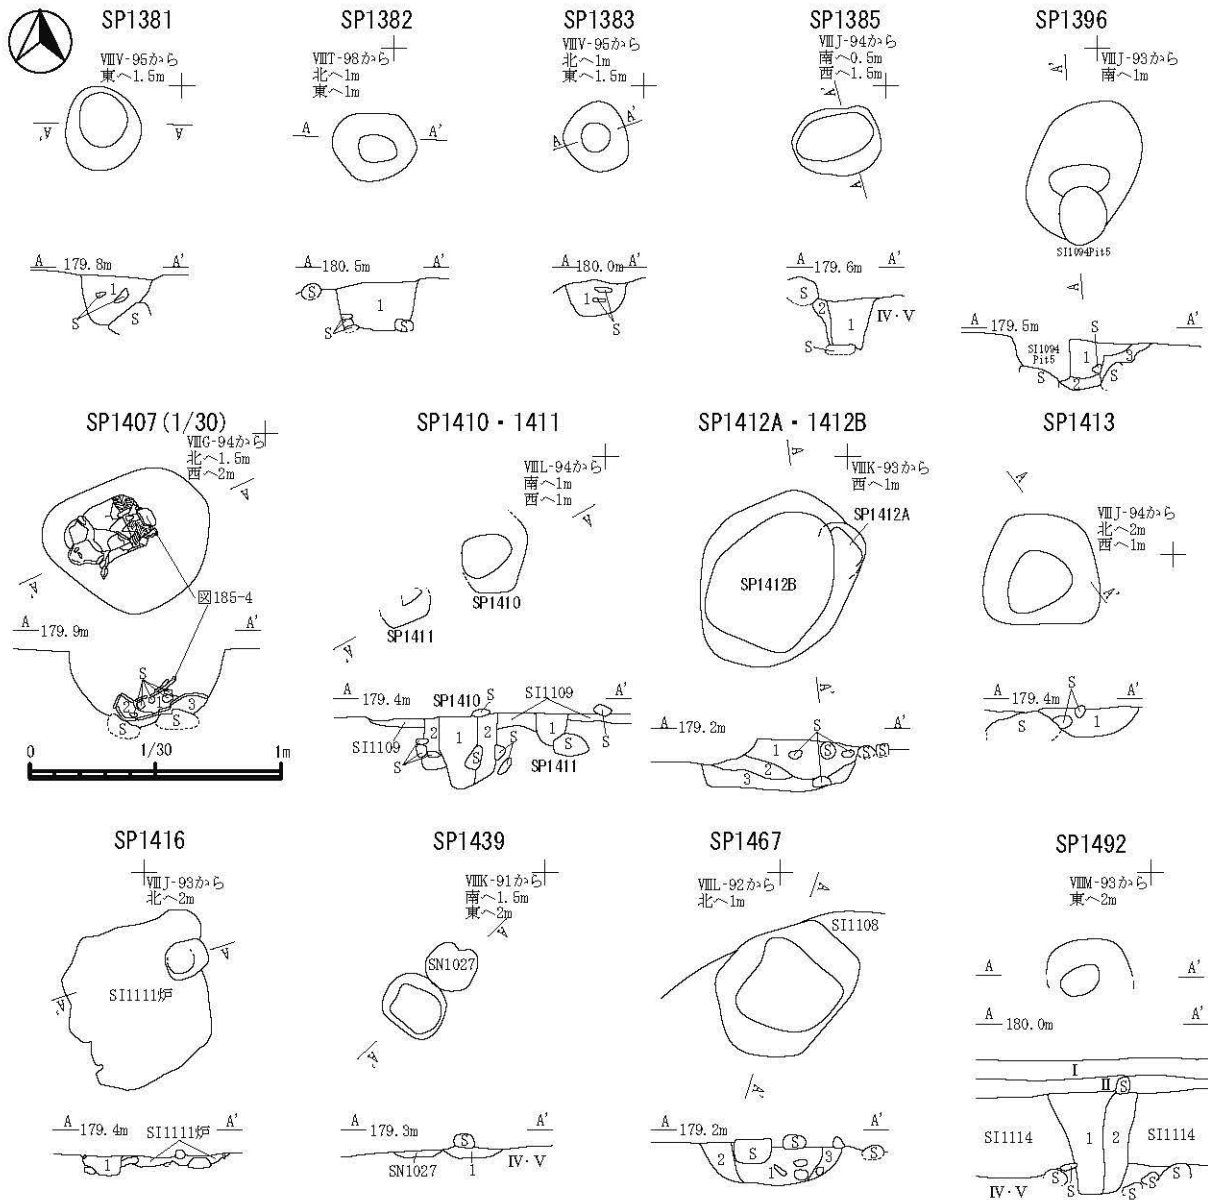 SP1381
ⅧV-95から
東へ1.5m
A' A
A 179.8m A'
1
S S
SP1382
ⅧT-98から
北へ1m
東へ1m
A A'
A 180.5m A'
S 1
S S
SP1383
ⅧV-95から
北へ1m
東へ1.5m
A A'
A 180.0m A'
1
S
SP1385
ⅧJ-94から
南へ0.5m
西へ1.5m
A'
A
A 179.6m A'
S
2 1 Ⅳ・Ⅴ
S
SP1396
ⅧJ-93から
南へ1m
A'
SI1094Pit5
A
A 179.5m A'
S
SI1094
Pit5
1 3
S 2 S
SP1407(1/30)
ⅧG-94から
北へ1.5m
西へ2m
A
A'
図185-4
A 179.9m A'
S
2 1 3
S S
0 1/30 1m
SP1410・1411
ⅧL-94から
南へ1m
西へ1m
A
SP1410
SP1411
A'
A 179.4m SP1410 S SI1109 A'
SI1109 2 1 2 S 1 S S
S SP1411
SP1412A・1412B
A
ⅧK-93から
西へ1m
SP1412A
SP1412B
A'
A 179.2m S A'
1 S S S
2
3
SP1413
A
ⅧJ-94から
北へ2m
西へ1m
A'
A 179.4m S A'
S 1
SP1416
ⅧJ-93から
北へ2m
A
SI1111炉
A'
A 179.4m SI1111炉 A'
1
SP1439
ⅧK-91から
南へ1.5m
東へ2m
A
SN1027
A'
A 179.3m S A'
SN1027 1 Ⅳ・Ⅴ
SP1467
ⅧL-92から
北へ1m
A
SI1108
A'
A 179.2m S A'
2 S 1 3 S
SP1492
ⅧM-93から
東へ2m
A A'
A 180.0m A'
Ⅰ
Ⅱ S
SI1114 1 2 SI1114
Ⅳ・Ⅴ S S S S S